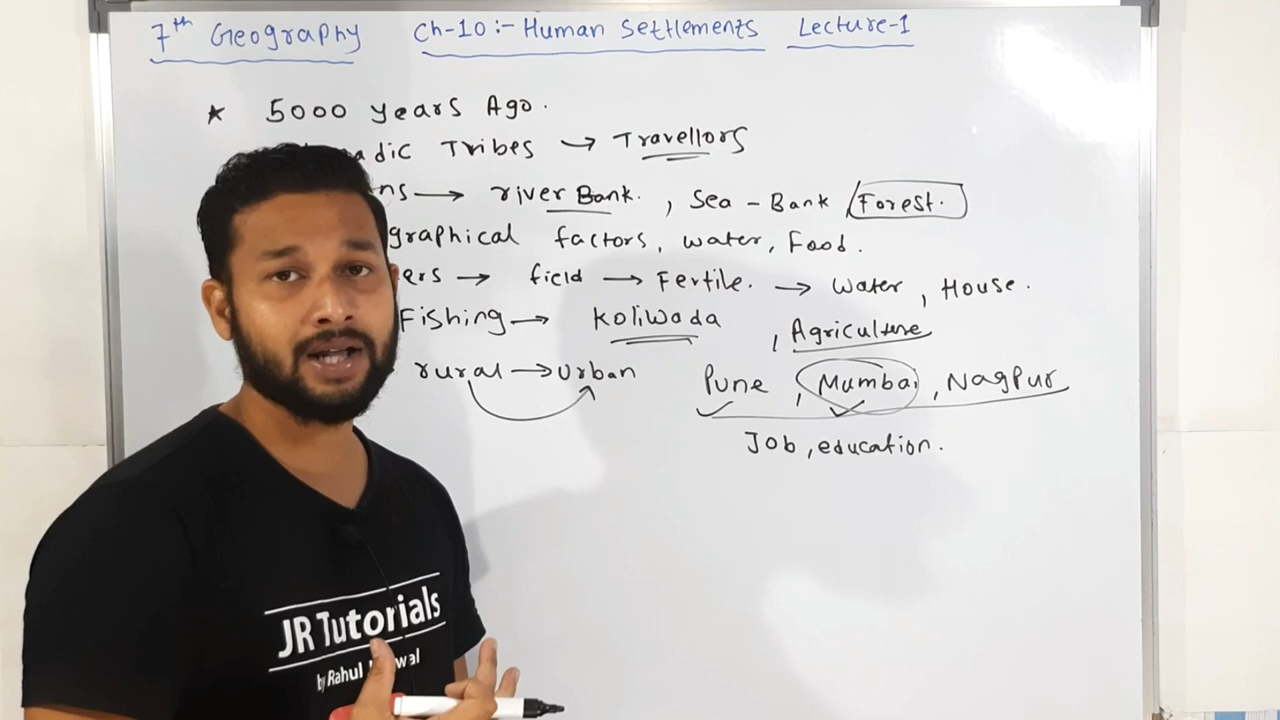 7th Geography Ch-10:- Human Settlements Lecture-1
* 5000 years Ago.
adic Tribes → Travellors
ns → river Bank. , Sea - Bank Forest.
graphical factors, water, Food.
ers → field → Fertile. → Water , House.
Fishing → Koliwada , Agriculture
rural → Urban Pune , Mumbai , Nagpur
Job , education.
JR Tutorials
by Rahul